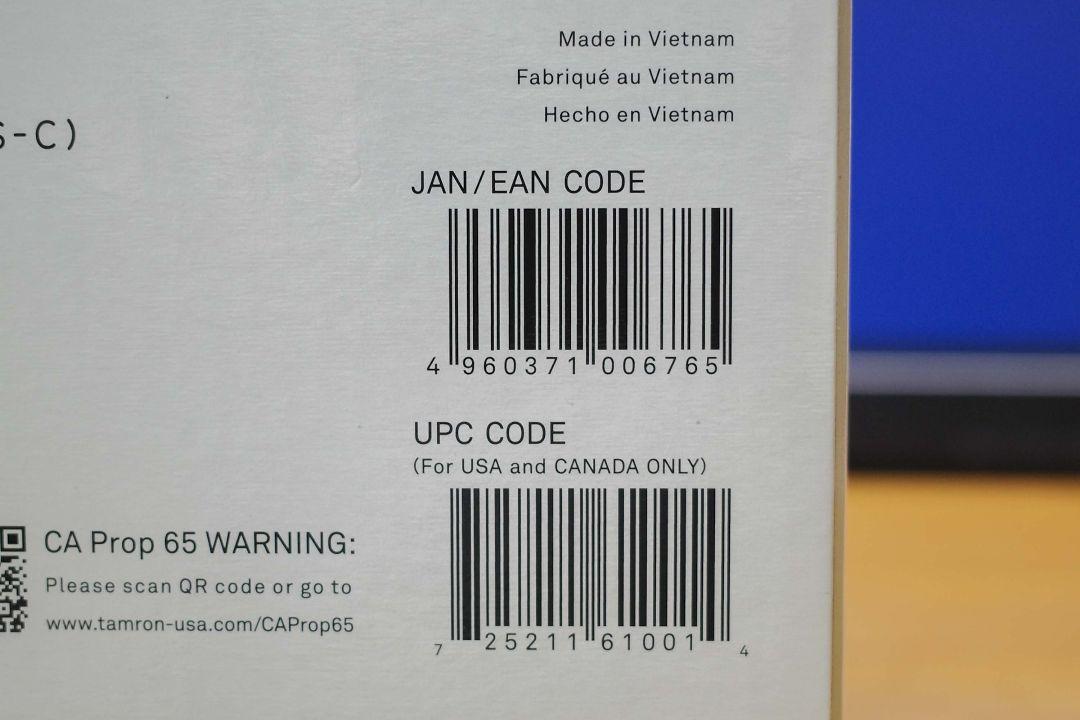 Made in Vietnam
Fabriqué au Vietnam
Hecho en Vietnam
S-C)
JAN/EAN CODE
4 960371 006765
UPC CODE
(For USA and CANADA ONLY)
7 25211 61001 4
CA Prop 65 WARNING:
Please scan QR code or go to
www.tamron-usa.com/CAProp65